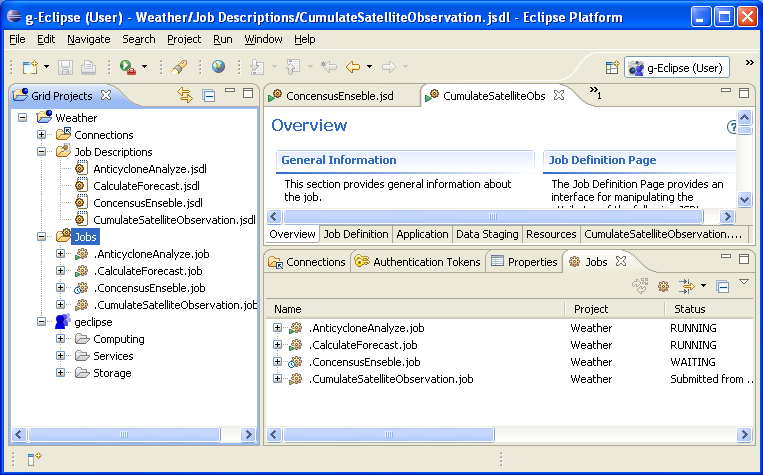 g-Eclipse (User) - Weather/Job Descriptions/CumulateSatelliteObservation.jsdl - Eclipse Platform
File Edit Navigate Search Project Run Window Help
g-Eclipse (User) »
Grid Projects
Weather
Connections
Job Descriptions
AnticycloneAnalyze.jsdl
CalculateForecast.jsdl
ConcensusEnseble.jsdl
CumulateSatelliteObservation.jsdl
Jobs
.AnticycloneAnalyze.job
.CalculateForecast.job
.ConcensusEnseble.job
.CumulateSatelliteObservation.job
geclipse
Computing
Services
Storage
ConcensusEnseble.jsd CumulateSatelliteObs »1
Overview
General Information Job Definition Page
This section provides general information about The Job Definition Page provides an
the job. interface for manipulating the
Overview Job Definition Application Data Staging Resources CumulateSatelliteObservation....
Connections Authentication Tokens Properties Jobs
Name Project Status
.AnticycloneAnalyze.job Weather RUNNING
.CalculateForecast.job Weather RUNNING
.ConcensusEnseble.job Weather WAITING
.CumulateSatelliteObservation.job Weather Submitted from ...